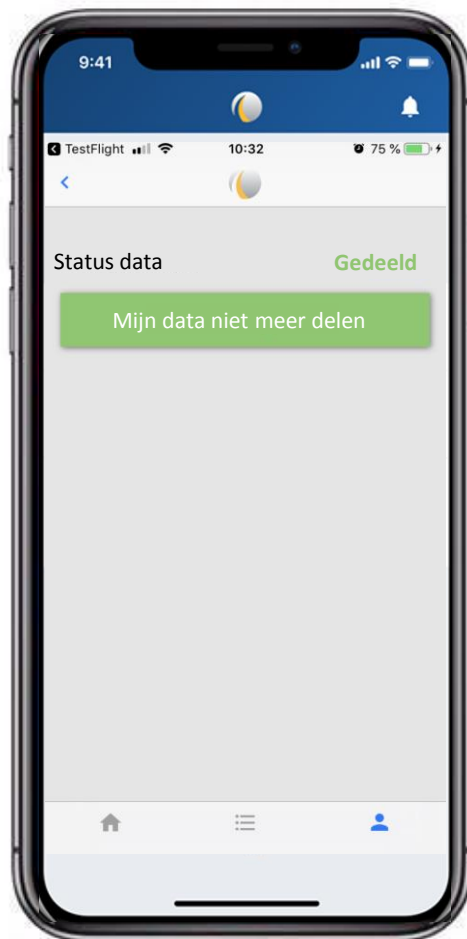 9:41
TestFlight 10:32 75 %
Status data Gedeeld
Mijn data niet meer delen